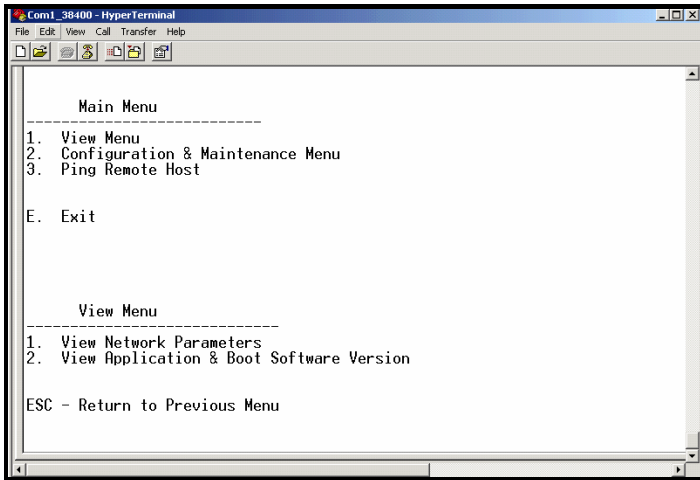 Com1_38400 - HyperTerminal
File Edit View Call Transfer Help
Main Menu
---------------------------
1. View Menu
2. Configuration & Maintenance Menu
3. Ping Remote Host
E. Exit
View Menu
-----------------------------
1. View Network Parameters
2. View Application & Boot Software Version
ESC - Return to Previous Menu